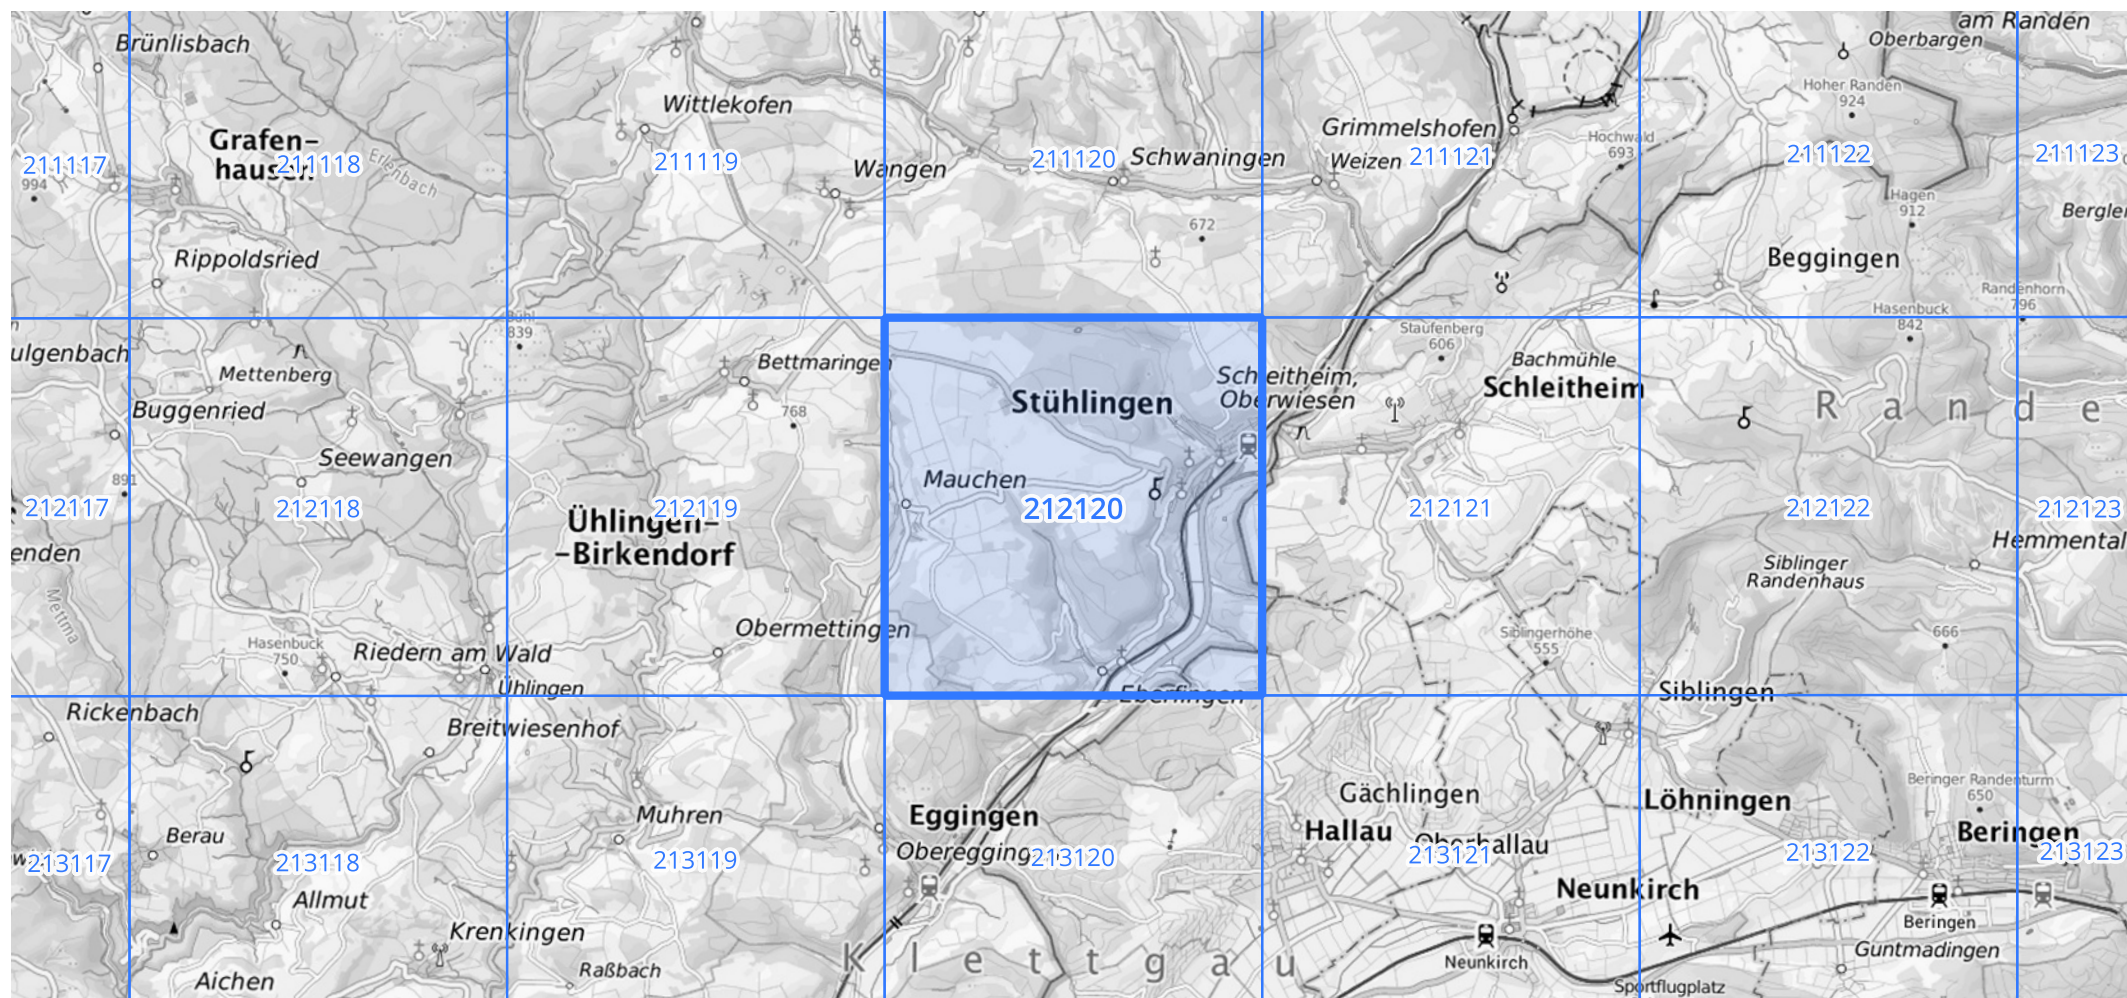 am Randen
Brünlisbach
Oberbargen
Hoher Randen
924
Wittlekofen
Grafen-
hausen
Grimmelshofen
Hochwald
693
211117
994
211118
Erlenbach
211119
Wangen
211120
Schwaningen
Weizen
211121
211122
211123
Hagen
912
672
Rippoldsried
Beggingen
Randenhorn
796
Hasenbuck
842
839
Staufenberg
606
ulgenbach
Mettenberg
Bettmaringen
Schleitheim,
Oberwiesen
Bachmühle
Schleitheim
Stühlingen
Buggenried
768
R a n d e
Seewangen
Mauchen
891
212117
212118
Ühlingen-
-Birkendorf
212119
212120
212121
212122
212123
Hemmental
enden
Siblinger
Randenhaus
Mettma
Hasenbuck
750
Riedern am Wald
Obermettingen
Siblingerhöhe
555
666
Ühlingen
Eberfingen
Siblingen
Rickenbach
Breitwiesenhof
Beringer Randenturm
650
Gächlingen
Löhningen
Muhren
Eggingen
Hallau
Oberhallau
Beringen
Berau
213117
213118
213119
213120
213121
213122
213123
Allmut
Neunkirch
Krenkingen
Beringen
Guntmadingen
K l e t t g a u
Neunkirch
Raßbach
Aichen
Sportflugplatz